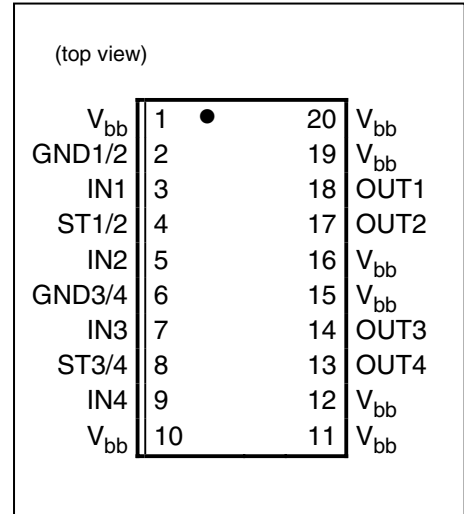 (top view)
Vbb 1 20 Vbb
GND1/2 2 19 Vbb
IN1 3 18 OUT1
ST1/2 4 17 OUT2
IN2 5 16 Vbb
GND3/4 6 15 Vbb
IN3 7 14 OUT3
ST3/4 8 13 OUT4
IN4 9 12 Vbb
Vbb 10 11 Vbb